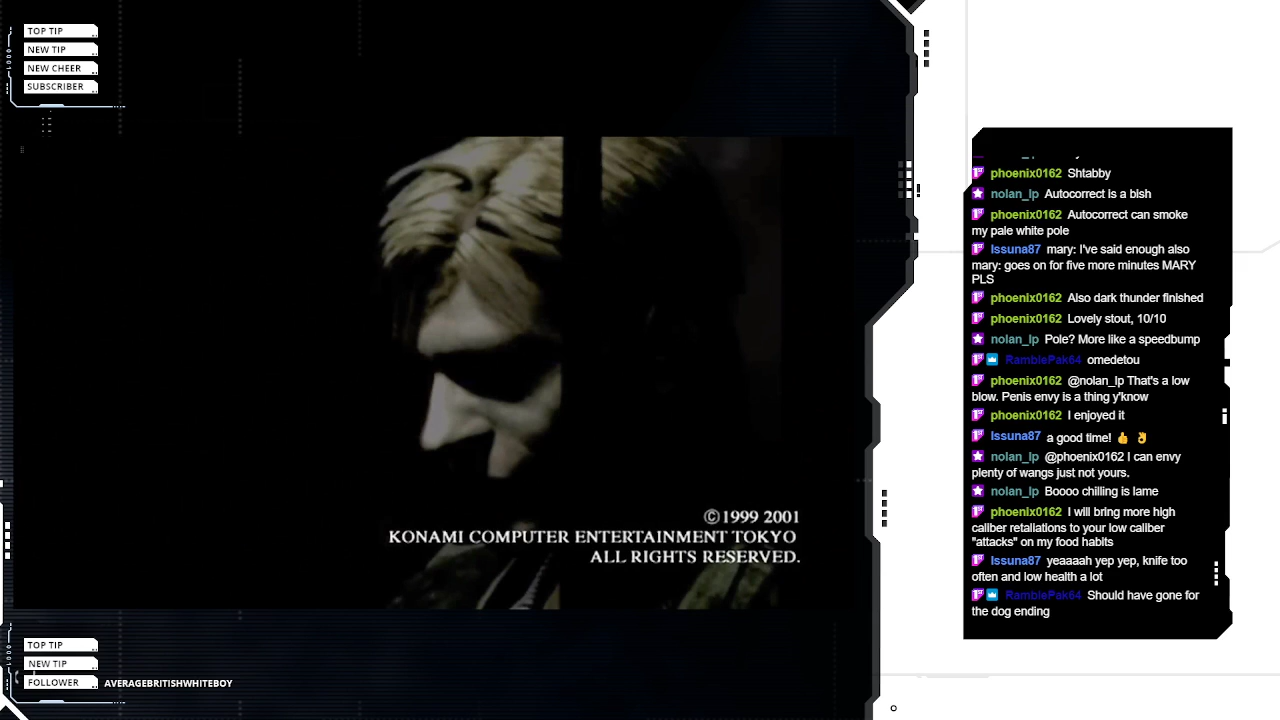 TOP TIP
NEW TIP
NEW CHEER
SUBSCRIBER
©1999 2001
KONAMI COMPUTER ENTERTAINMENT TOKYO
ALL RIGHTS RESERVED.
TOP TIP
NEW TIP
FOLLOWER AVERAGEBRITISHWHITEBOY
phoenix0162 Shtabby
nolan_lp Autocorrect is a bish
phoenix0162 Autocorrect can smoke
my pale white pole
Issuna87 mary: I've said enough also
mary: goes on for five more minutes MARY
PLS
phoenix0162 Also dark thunder finished
phoenix0162 Lovely stout, 10/10
nolan_lp Pole? More like a speedbump
RamblePak64 omedetou
phoenix0162 @nolan_lp That's a low
blow. Penis envy is a thing y'know
phoenix0162 I enjoyed it
Issuna87 a good time! 👍 👌
nolan_lp @phoenix0162 I can envy
plenty of wangs just not yours.
nolan_lp Boooo chilling is lame
phoenix0162 I will bring more high
caliber retaliations to your low caliber
"attacks" on my food habits
Issuna87 yeaaaah yep yep, knife too
often and low health a lot
RamblePak64 Should have gone for
the dog ending